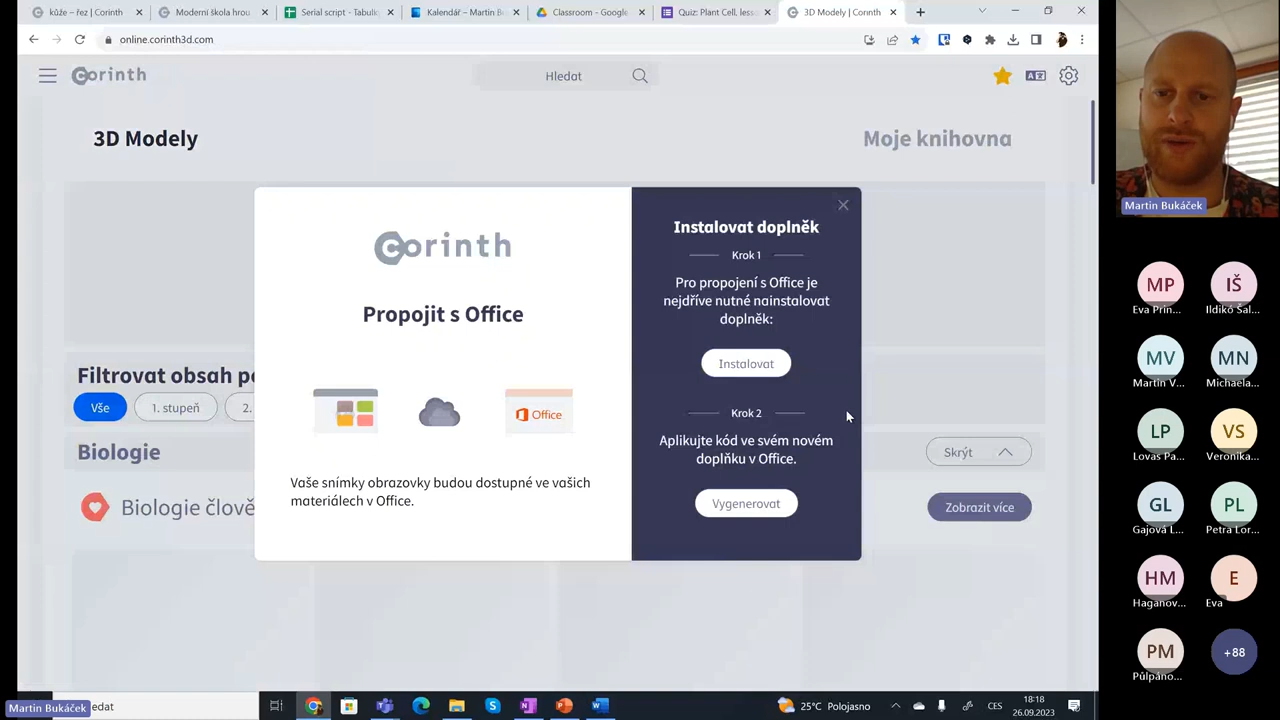 kůže – řez | Corinth
Moderní škola hrou
Serial script - Tabulky
Kalendář – Martin B
Classroom – Google
Quiz: Plant Cell, less
3D Modely | Corinth
online.corinth3d.com
corinth
Hledat
3D Modely
Moje knihovna
corinth
Propojit s Office
Office
Vaše snímky obrazovky budou dostupné ve vašich
materiálech v Office.
Instalovat doplněk
Krok 1
Pro propojení s Office je
nejdříve nutné nainstalovat
doplněk:
Instalovat
Krok 2
Aplikujte kód ve svém novém
doplňku v Office.
Vygenerovat
Filtrovat obsah po
Vše
1. stupeň
2.
Biologie
Skrýt
Biologie člově
Zobrazit více
Martin Bukáček
MP
Eva Prin...
IŠ
Ildikó Šal...
MV
Martin V...
MN
Michaela...
LP
Lovas Pa...
VS
Veronika...
GL
Gajová L...
PL
Petra Lor...
HM
Haganov...
E
Eva
PM
Půlpáno...
+88
Martin Bukáček
edat
25°C Polojasno
CES
18:18
26.09.2023